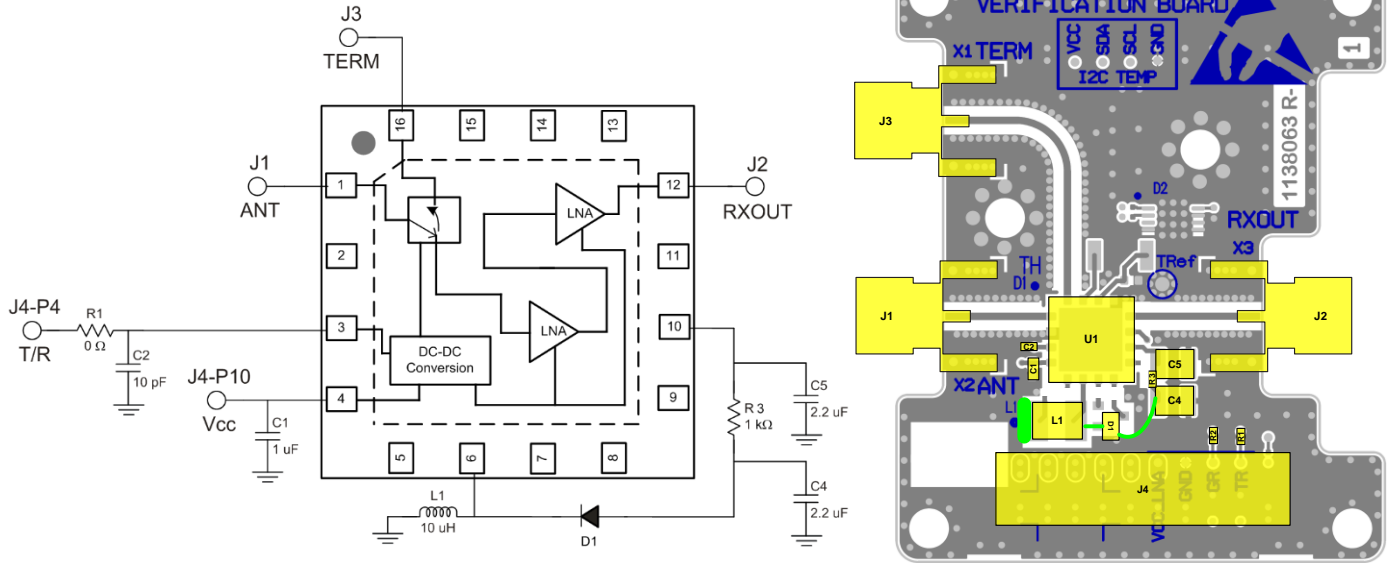 J3
TERM
16
15
14
13
J1
ANT
1
2
3
4
12
11
10
9
5
6
7
8
LNA
LNA
DC-DC
Conversion
J2
RXOUT
J4-P4
T/R
R1
0 Ω
C2
10 pF
J4-P10
Vcc
C1
1 uF
L1
10 uH
D1
R 3
1 kΩ
C5
2.2 uF
C4
2.2 uF
VERIFICATION BOARD
VCC
SDA
SCL
GND
I2C TEMP
X1 TERM
J3
1
1138063 R-
D2
RXOUT
X3
TH
D1
TRef
J1
U1
J2
C2
C1
C5
R3
C4
X2 ANT
L1
L1
D1
R2
R1
J4
VCC_LNA
GND
GR
TR